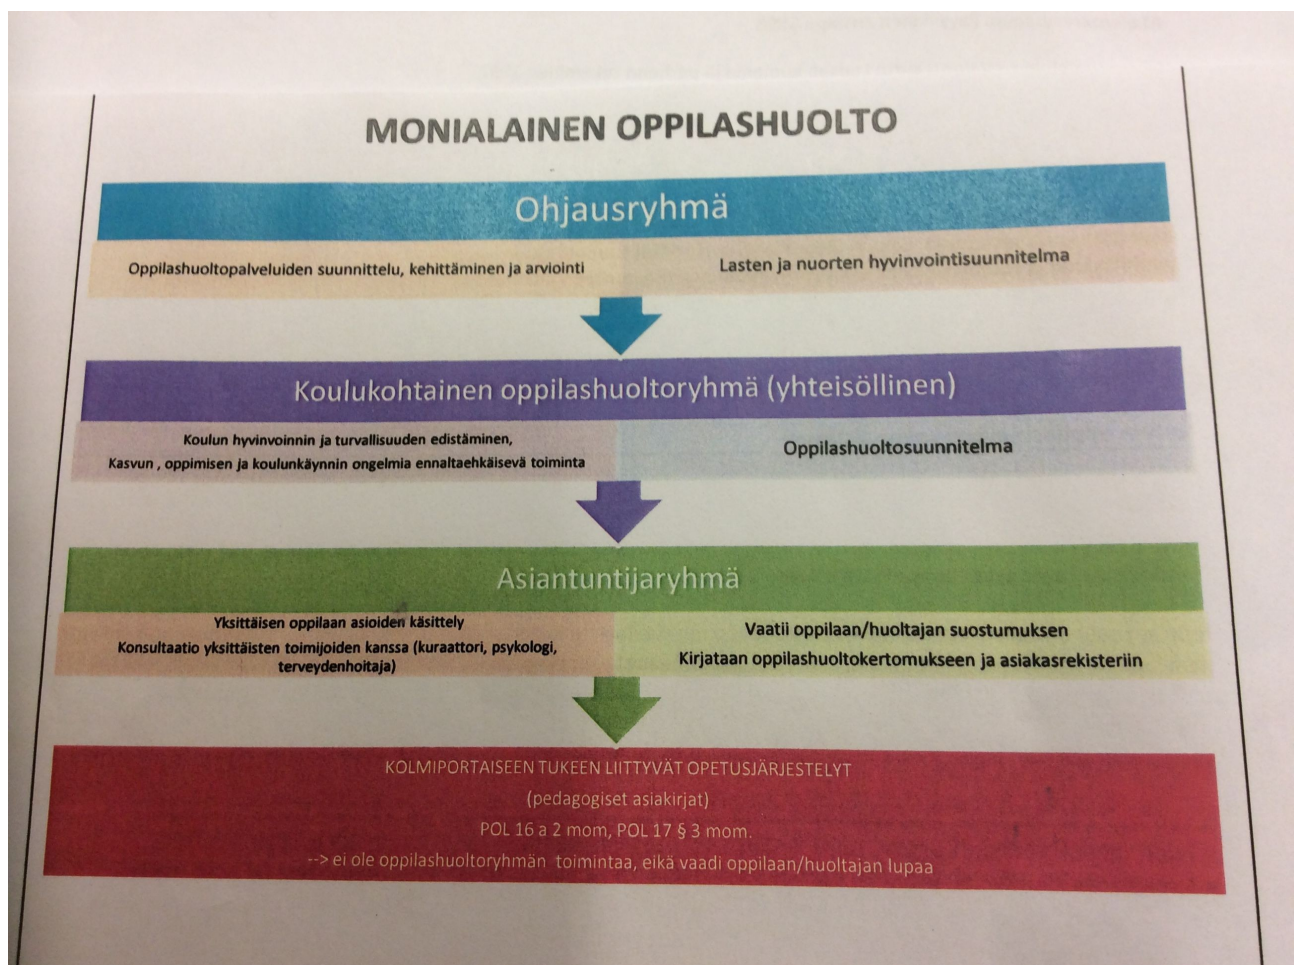 MONIALAINEN OPPILASHUOLTO
Ohjausryhmä
Oppilashuoltopalveluiden suunnittelu, kehittäminen ja arviointi
Lasten ja nuorten hyvinvointisuunnitelma
Koulukohtainen oppilashuoltoryhmä (yhteisöllinen)
Koulun hyvinvoinnin ja turvallisuuden edistäminen,
Kasvun , oppimisen ja koulunkäynnin ongelmia ennaltaehkäisevä toiminta
Oppilashuoltosuunnitelma
Asiantuntijaryhmä
Yksittäisen oppilaan asioiden käsittely
Konsultaatio yksittäisten toimijoiden kanssa (kuraattori, psykologi,
terveydenhoitaja)
Vaatii oppilaan/huoltajan suostumuksen
Kirjataan oppilashuoltokertomukseen ja asiakasrekisteriin
KOLMIPORTAISEEN TUKEEN LIITTYVÄT OPETUSJÄRJESTELYT
(pedagogiset asiakirjat)
POL 16 a 2 mom, POL 17 § 3 mom.
--> ei ole oppilashuoltoryhmän toimintaa, eikä vaadi oppilaan/huoltajan lupaa